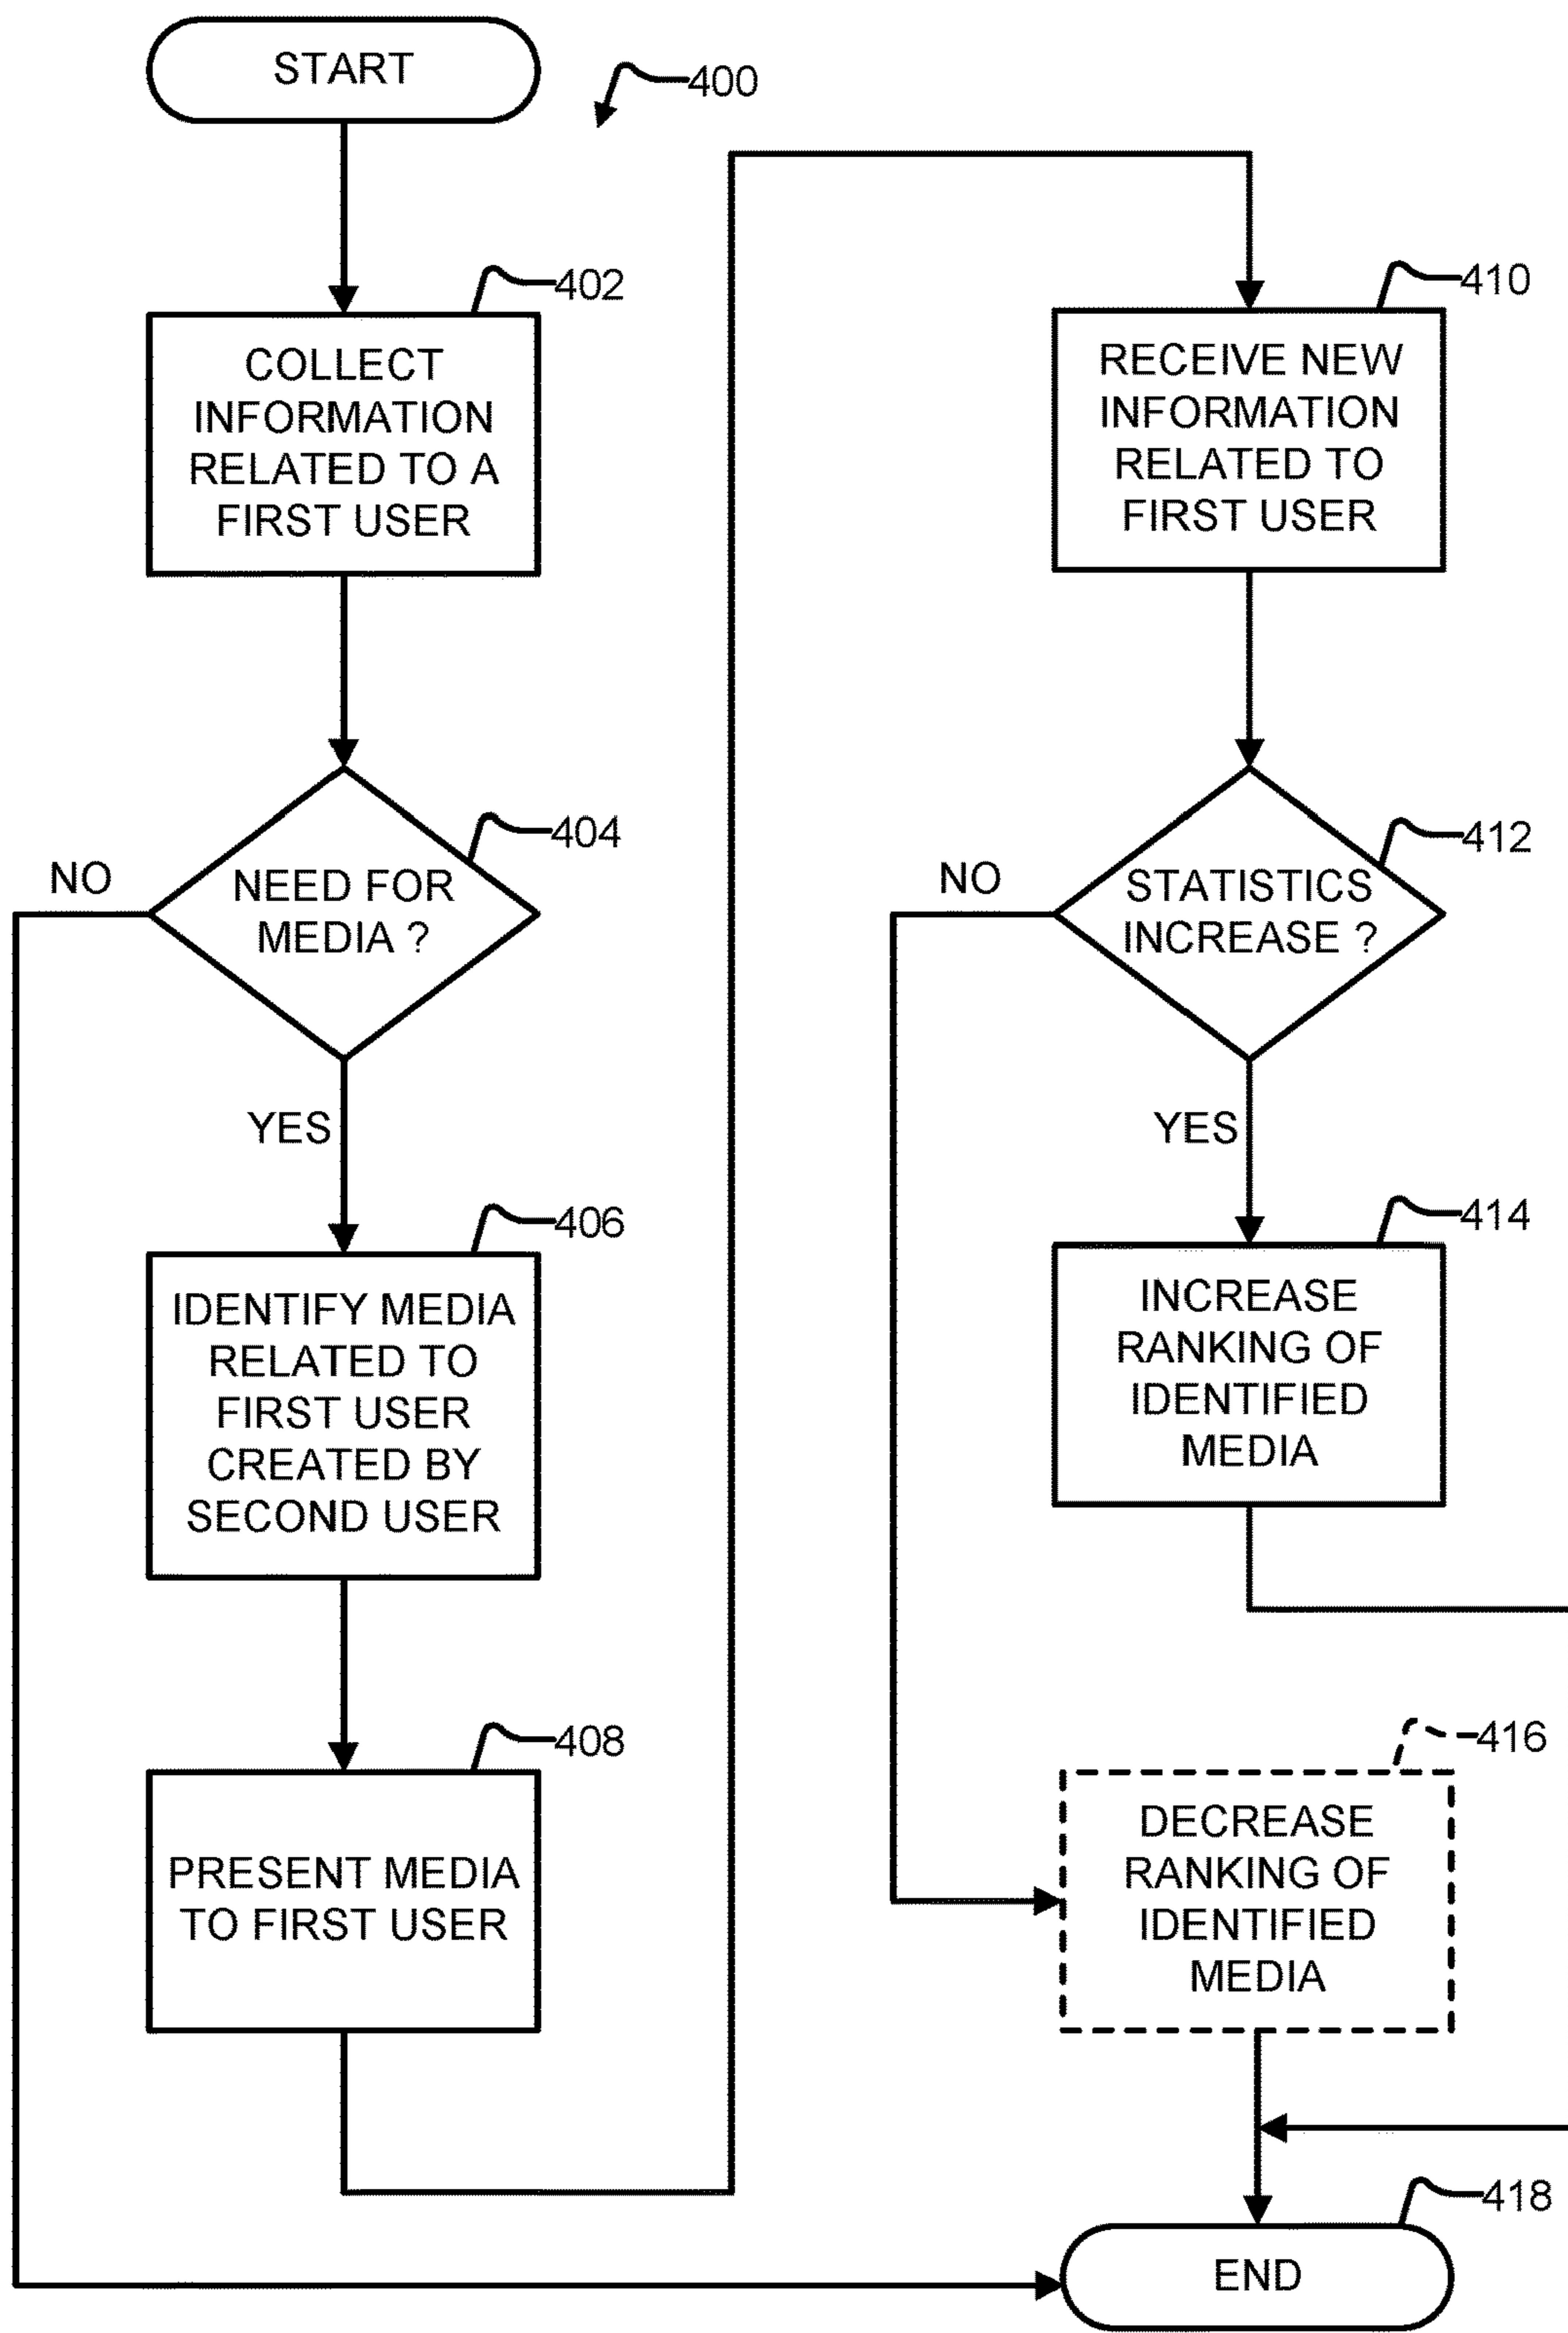 START
400
402
COLLECT
INFORMATION
RELATED TO A
FIRST USER
404
NO
NEED FOR
MEDIA ?
YES
406
IDENTIFY MEDIA
RELATED TO
FIRST USER
CREATED BY
SECOND USER
408
PRESENT MEDIA
TO FIRST USER
410
RECEIVE NEW
INFORMATION
RELATED TO
FIRST USER
412
NO
STATISTICS
INCREASE ?
YES
414
INCREASE
RANKING OF
IDENTIFIED
MEDIA
416
DECREASE
RANKING OF
IDENTIFIED
MEDIA
418
END